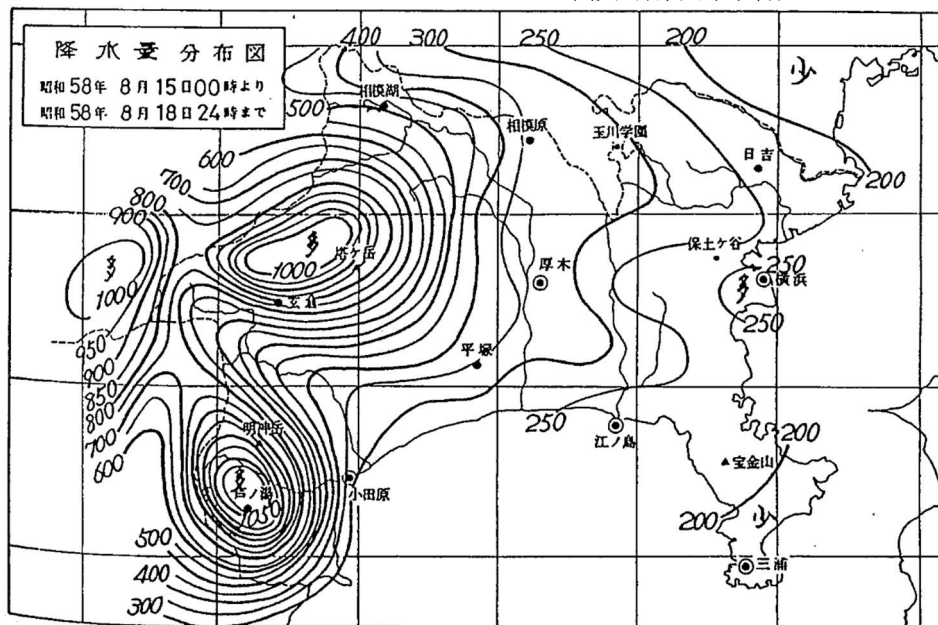 降水量分布図
昭和58年 8月15日00時より
昭和58年 8月18日24時まで
400
300
250
200
少
500
相模湖
相模原
玉川学園
日吉
200
600
700
800
900
多
1000
多
塔ヶ岳
1000
玄倉
厚木
保土ケ谷
250
多
横浜
250
950
900
850
800
700
600
平塚
明神岳
多
芦ノ湖
1050
小田原
250
江ノ島
200
宝金山
200
少
三浦
500
400
300